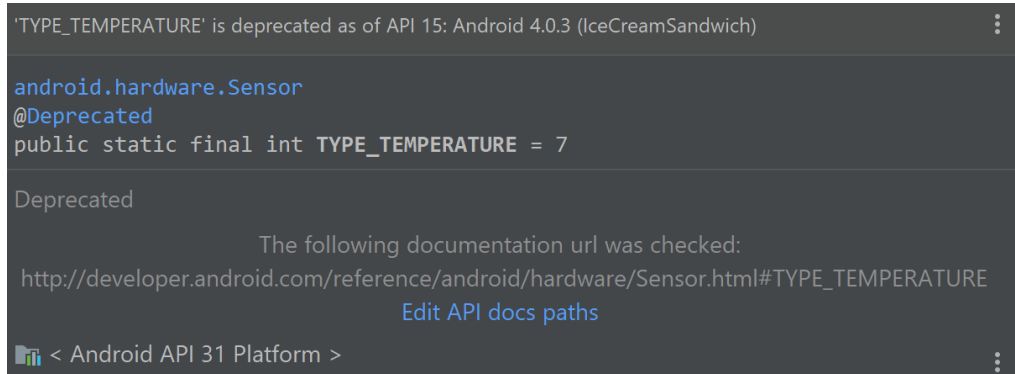 'TYPE_TEMPERATURE' is deprecated as of API 15: Android 4.0.3 (IceCreamSandwich)
android.hardware.Sensor
@Deprecated
public static final int TYPE_TEMPERATURE = 7
Deprecated
The following documentation url was checked:
http://developer.android.com/reference/android/hardware/Sensor.html#TYPE_TEMPERATURE
Edit API docs paths
< Android API 31 Platform >